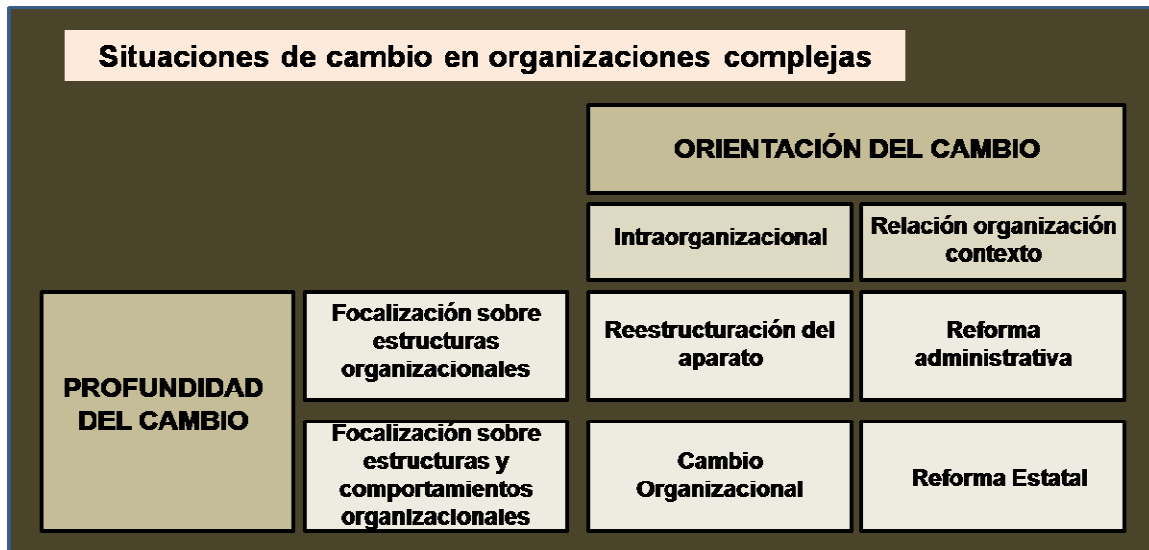 Situaciones de cambio en organizaciones complejas
ORIENTACIÓN DEL CAMBIO
Intraorganizacional
Relación organización
contexto
PROFUNDIDAD
DEL CAMBIO
Focalización sobre
estructuras
organizacionales
Reestructuración del
aparato
Reforma
administrativa
Focalización sobre
estructuras y
comportamientos
organizacionales
Cambio
Organizacional
Reforma Estatal